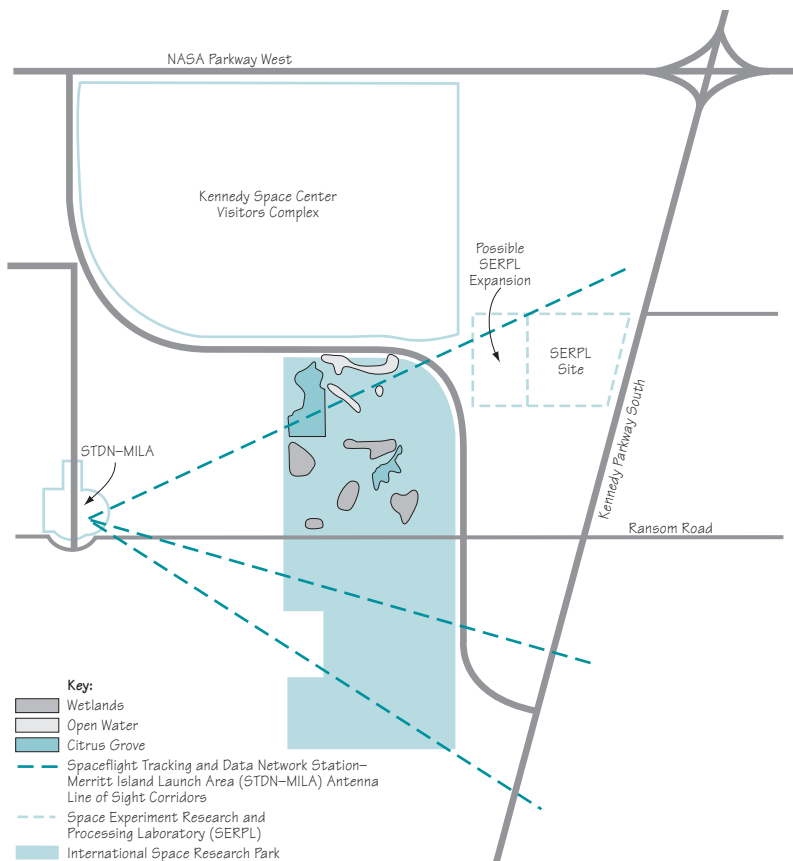 NASA Parkway West
Kennedy Space Center
Visitors Complex
Possible
SERPL
Expansion
SERPL
Site
Kennedy Parkway South
STDN–MILA
Ransom Road
Key:
Wetlands
Open Water
Citrus Grove
Spaceflight Tracking and Data Network Station–
Merritt Island Launch Area (STDN–MILA) Antenna
Line of Sight Corridors
Space Experiment Research and
Processing Laboratory (SERPL)
International Space Research Park